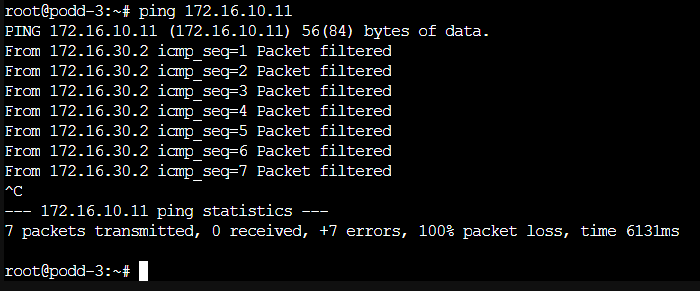 root@podd-3:~# ping 172.16.10.11
PING 172.16.10.11 (172.16.10.11) 56(84) bytes of data.
From 172.16.30.2 icmp_seq=1 Packet filtered
From 172.16.30.2 icmp_seq=2 Packet filtered
From 172.16.30.2 icmp_seq=3 Packet filtered
From 172.16.30.2 icmp_seq=4 Packet filtered
From 172.16.30.2 icmp_seq=5 Packet filtered
From 172.16.30.2 icmp_seq=6 Packet filtered
From 172.16.30.2 icmp_seq=7 Packet filtered
^C
--- 172.16.10.11 ping statistics ---
7 packets transmitted, 0 received, +7 errors, 100% packet loss, time 6131ms
root@podd-3:~#